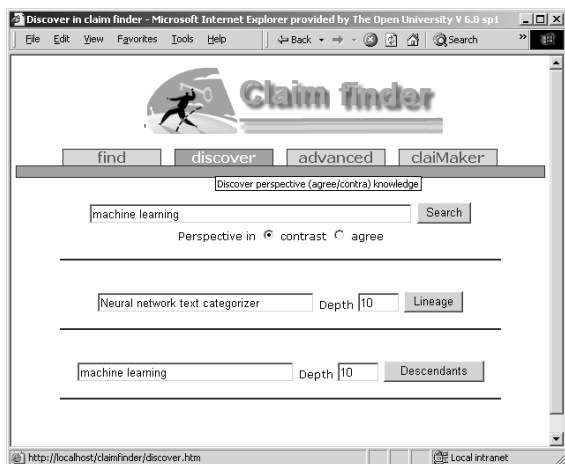 Discover in claim finder - Microsoft Internet Explorer provided by The Open University V 6.0 sp1
File Edit View Favorites Tools Help Back Search »
Claim finder
find discover advanced claiMaker
Discover perspective (agree/contra) knowledge
machine learning Search
Perspective in contrast agree
Neural network text categorizer Depth 10 Lineage
machine learning Depth 10 Descendants
http://localhost/claimfinder/discover.htm Local intranet